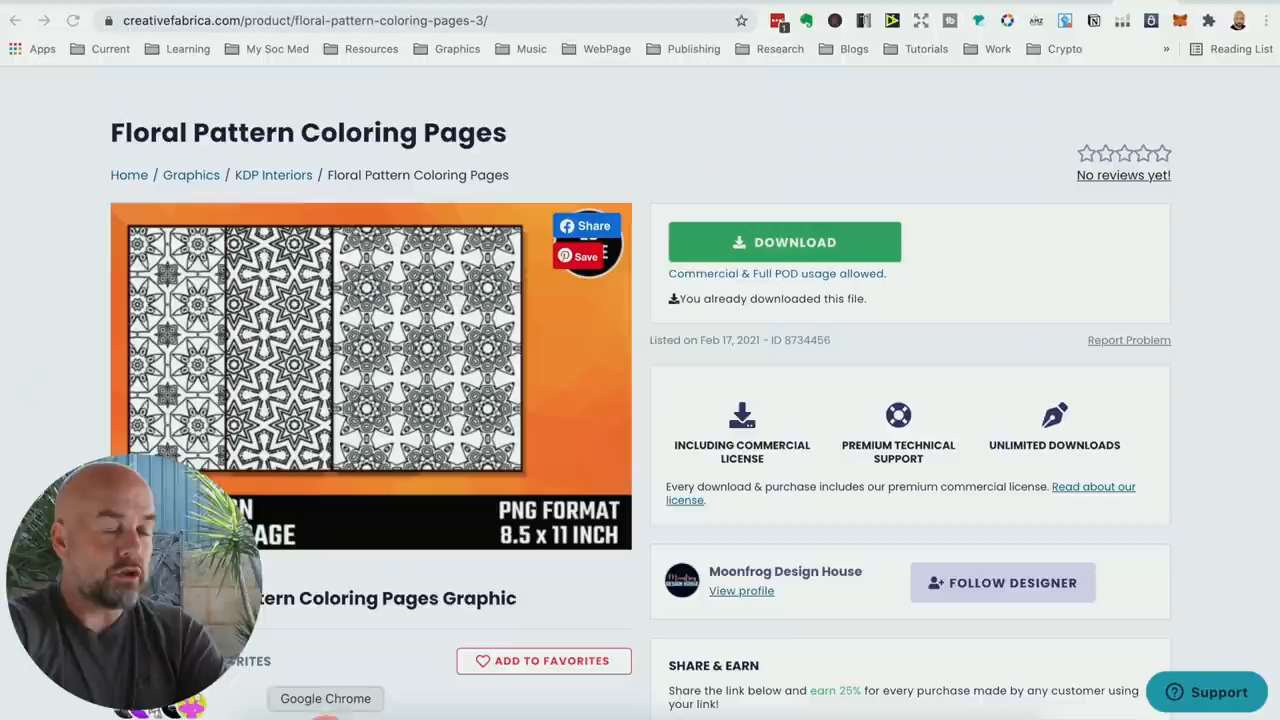 creativefabrica.com/product/floral-pattern-coloring-pages-3/
1
AMZ
Apps Current Learning My Soc Med Resources Graphics Music WebPage Publishing Research Blogs Tutorials Work Crypto » Reading List
Floral Pattern Coloring Pages
Home / Graphics / KDP Interiors / Floral Pattern Coloring Pages
No reviews yet!
Share
Save
PNG FORMAT
8.5 x 11 INCH
DOWNLOAD
Commercial & Full POD usage allowed.
You already downloaded this file.
Listed on Feb 17, 2021 - ID 8734456
Report Problem
INCLUDING COMMERCIAL
LICENSE
PREMIUM TECHNICAL
SUPPORT
UNLIMITED DOWNLOADS
Every download & purchase includes our premium commercial license. Read about our
license.
Moonfrog Design House
View profile
FOLLOW DESIGNER
tern Coloring Pages Graphic
RITES
ADD TO FAVORITES
Google Chrome
SHARE & EARN
Share the link below and earn 25% for every purchase made by any customer using
your link!
Support